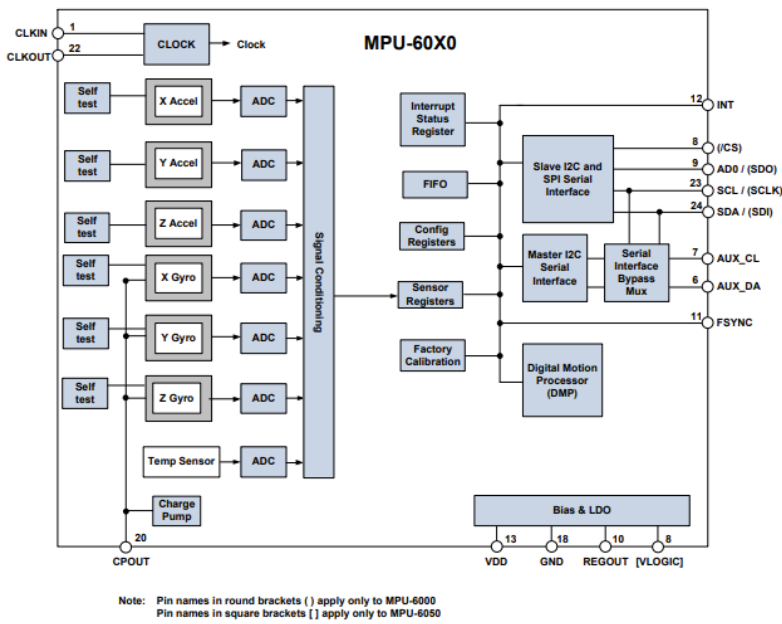 MPU-60X0
CLKIN
1
CLKOUT
22
CLOCK
Clock
Self
test
X Accel
ADC
Self
test
Y Accel
ADC
Self
test
Z Accel
ADC
Self
test
X Gyro
ADC
Self
test
Y Gyro
ADC
Self
test
Z Gyro
ADC
Temp Sensor
ADC
Charge
Pump
20
CPOUT
Signal Conditioning
Interrupt
Status
Register
FIFO
Config
Registers
Sensor
Registers
Factory
Calibration
Slave I2C and
SPI Serial
Interface
Master I2C
Serial
Interface
Serial
Interface
Bypass
Mux
Digital Motion
Processor
(DMP)
12
INT
8
(/CS)
9
AD0 / (SDO)
23
SCL / (SCLK)
24
SDA / (SDI)
7
AUX_CL
6
AUX_DA
11
FSYNC
Bias & LDO
13
VDD
18
GND
10
REGOUT
8
[VLOGIC]
Note: Pin names in round brackets ( ) apply only to MPU-6000
Pin names in square brackets [ ] apply only to MPU-6050